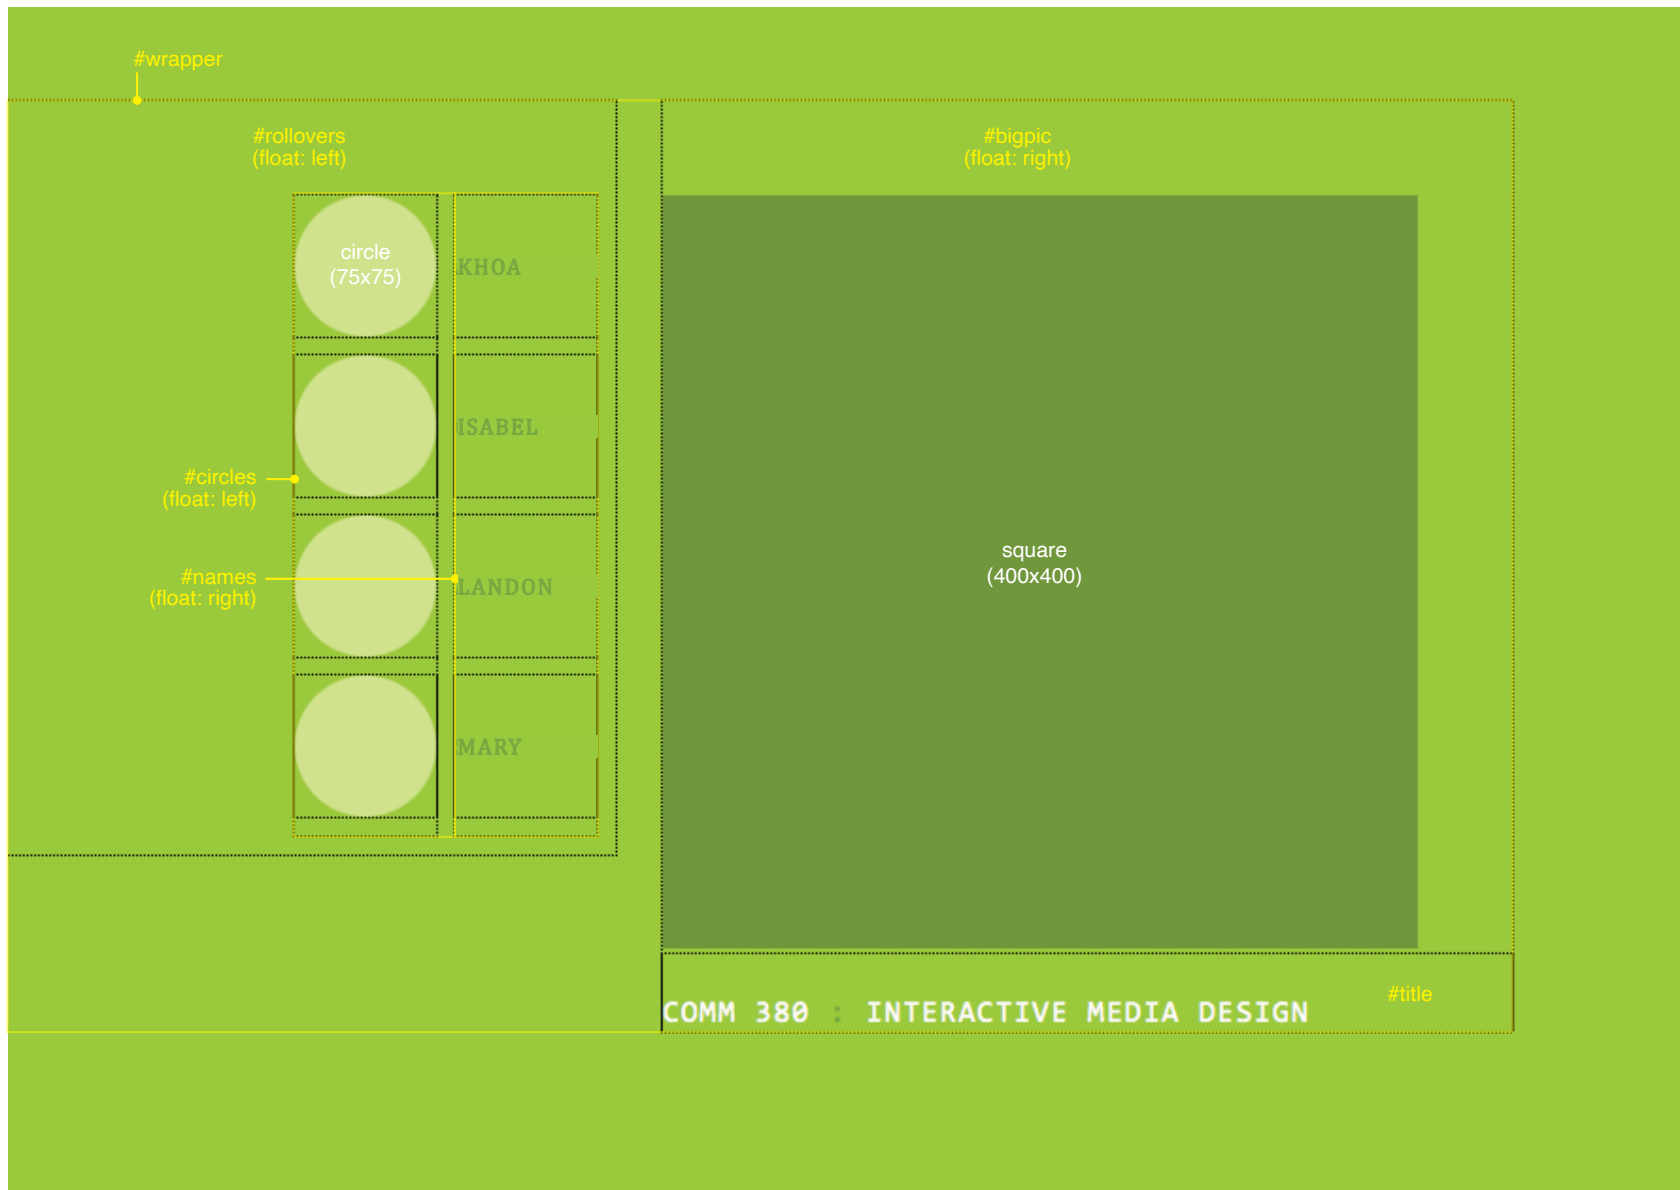 #wrapper
#rollovers
(float: left)
#bigpic
(float: right)
circle
(75x75)
KHOA
ISABEL
#circles
(float: left)
#names
(float: right)
LANDON
square
(400x400)
MARY
#title
COMM 380 : INTERACTIVE MEDIA DESIGN